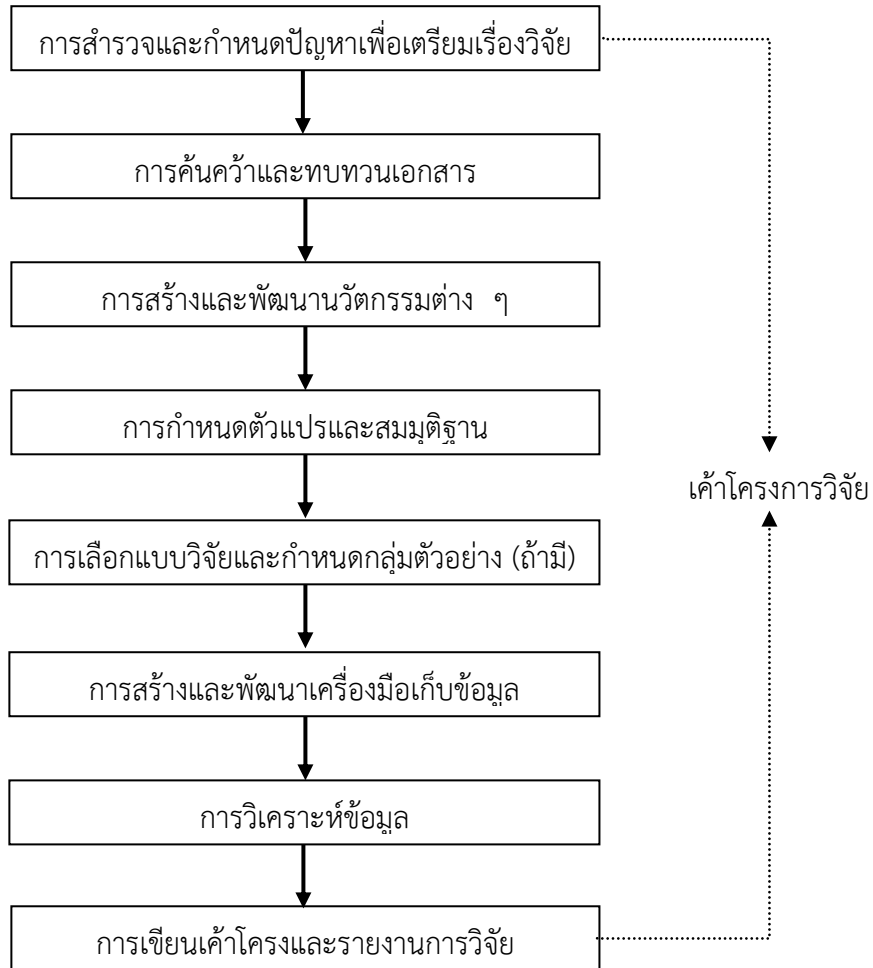 การสำรวจและกำหนดปัญหาเพื่อเตรียมเรื่องวิจัย
การค้นคว้าและทบทวนเอกสาร
การสร้างและพัฒนานวัตกรรมต่าง ๆ
การกำหนดตัวแปรและสมมุติฐาน
เค้าโครงการวิจัย
การเลือกแบบวิจัยและกำหนดกลุ่มตัวอย่าง (ถ้ามี)
การสร้างและพัฒนาเครื่องมือเก็บข้อมูล
การวิเคราะห์ข้อมูล
การเขียนเค้าโครงและรายงานการวิจัย